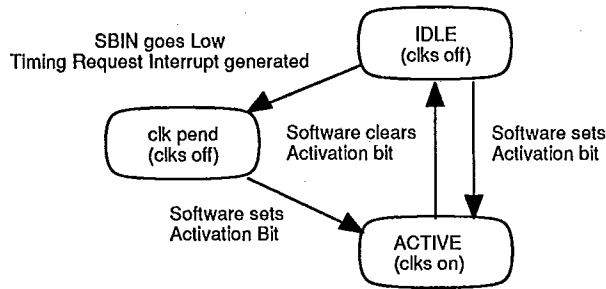 SBIN goes Low
Timing Request Interrupt generated
IDLE
(clks off)
clk pend
(clks off)
Software clears
Activation bit
Software sets
Activation bit
Software sets
Activation Bit
ACTIVE
(clks on)